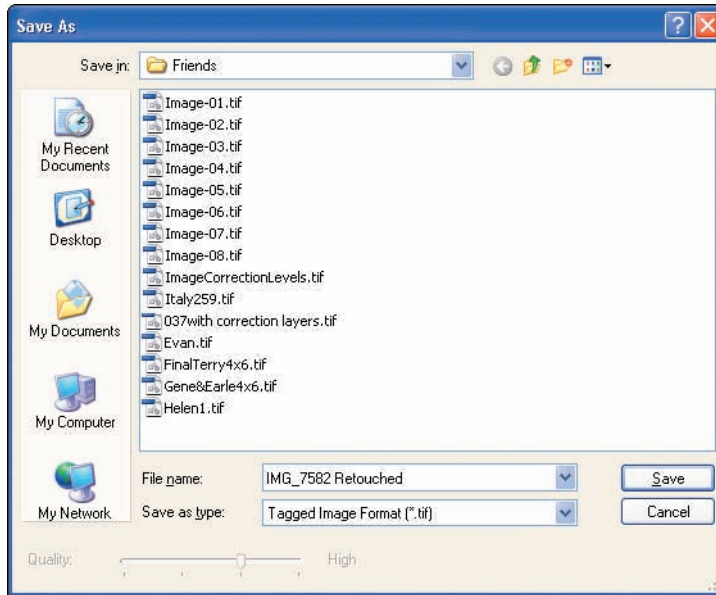 Save As
Save in:
Friends
My Recent
Documents
Desktop
My Documents
My Computer
My Network
Image-01.tif
Image-02.tif
Image-03.tif
Image-04.tif
Image-05.tif
Image-06.tif
Image-07.tif
Image-08.tif
ImageCorrectionLevels.tif
Italy259.tif
037with correction layers.tif
Evan.tif
FinalTerry4x6.tif
Gene&Earle4x6.tif
Helen1.tif
File name:
IMG_7582 Retouched
Save
Save as type:
Tagged Image Format (*.tif)
Cancel
Quality:
High